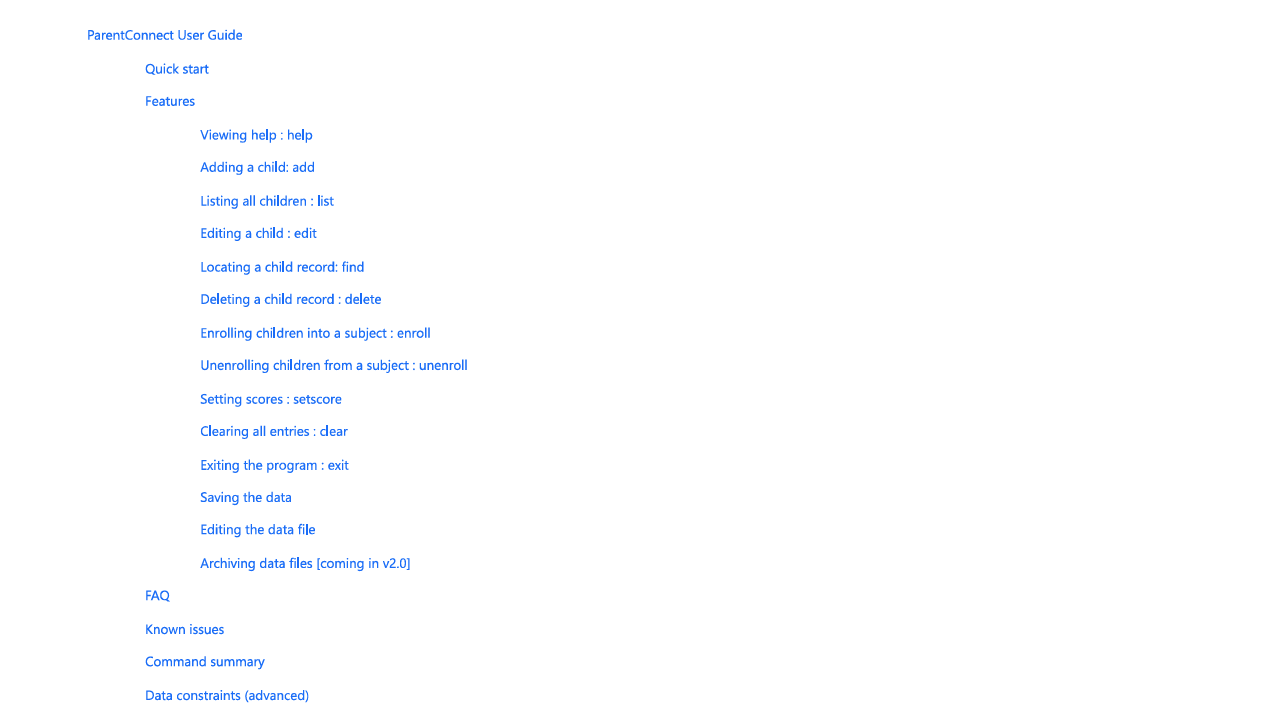 ParentConnect User Guide
Quick start
Features
Viewing help : help
Adding a child: add
Listing all children : list
Editing a child : edit
Locating a child record: find
Deleting a child record : delete
Enrolling children into a subject : enroll
Unenrolling children from a subject : unenroll
Setting scores : setscore
Clearing all entries : clear
Exiting the program : exit
Saving the data
Editing the data file
Archiving data files [coming in v2.0]
FAQ
Known issues
Command summary
Data constraints (advanced)